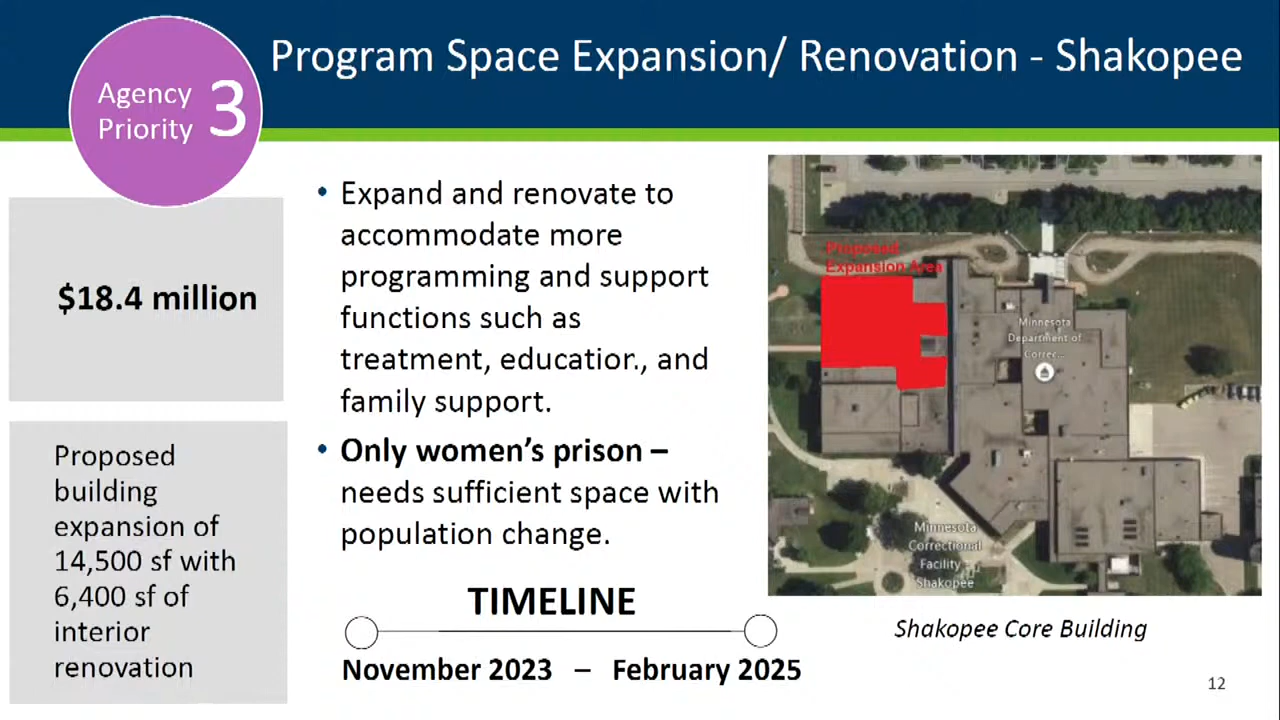 Program Space Expansion/ Renovation - Shakopee
Agency
Priority 3
$18.4 million
Proposed
building
expansion of
14,500 sf with
6,400 sf of
interior
renovation
• Expand and renovate to
accommodate more
programming and support
functions such as
treatment, educatior., and
family support.
• Only women’s prison –
needs sufficient space with
population change.
TIMELINE
November 2023 – February 2025
Proposed
Expansion Area
Minnesota
Department of
Correc...
Minnesota
Correctional
Facility -
Shakopee
Shakopee Core Building
12